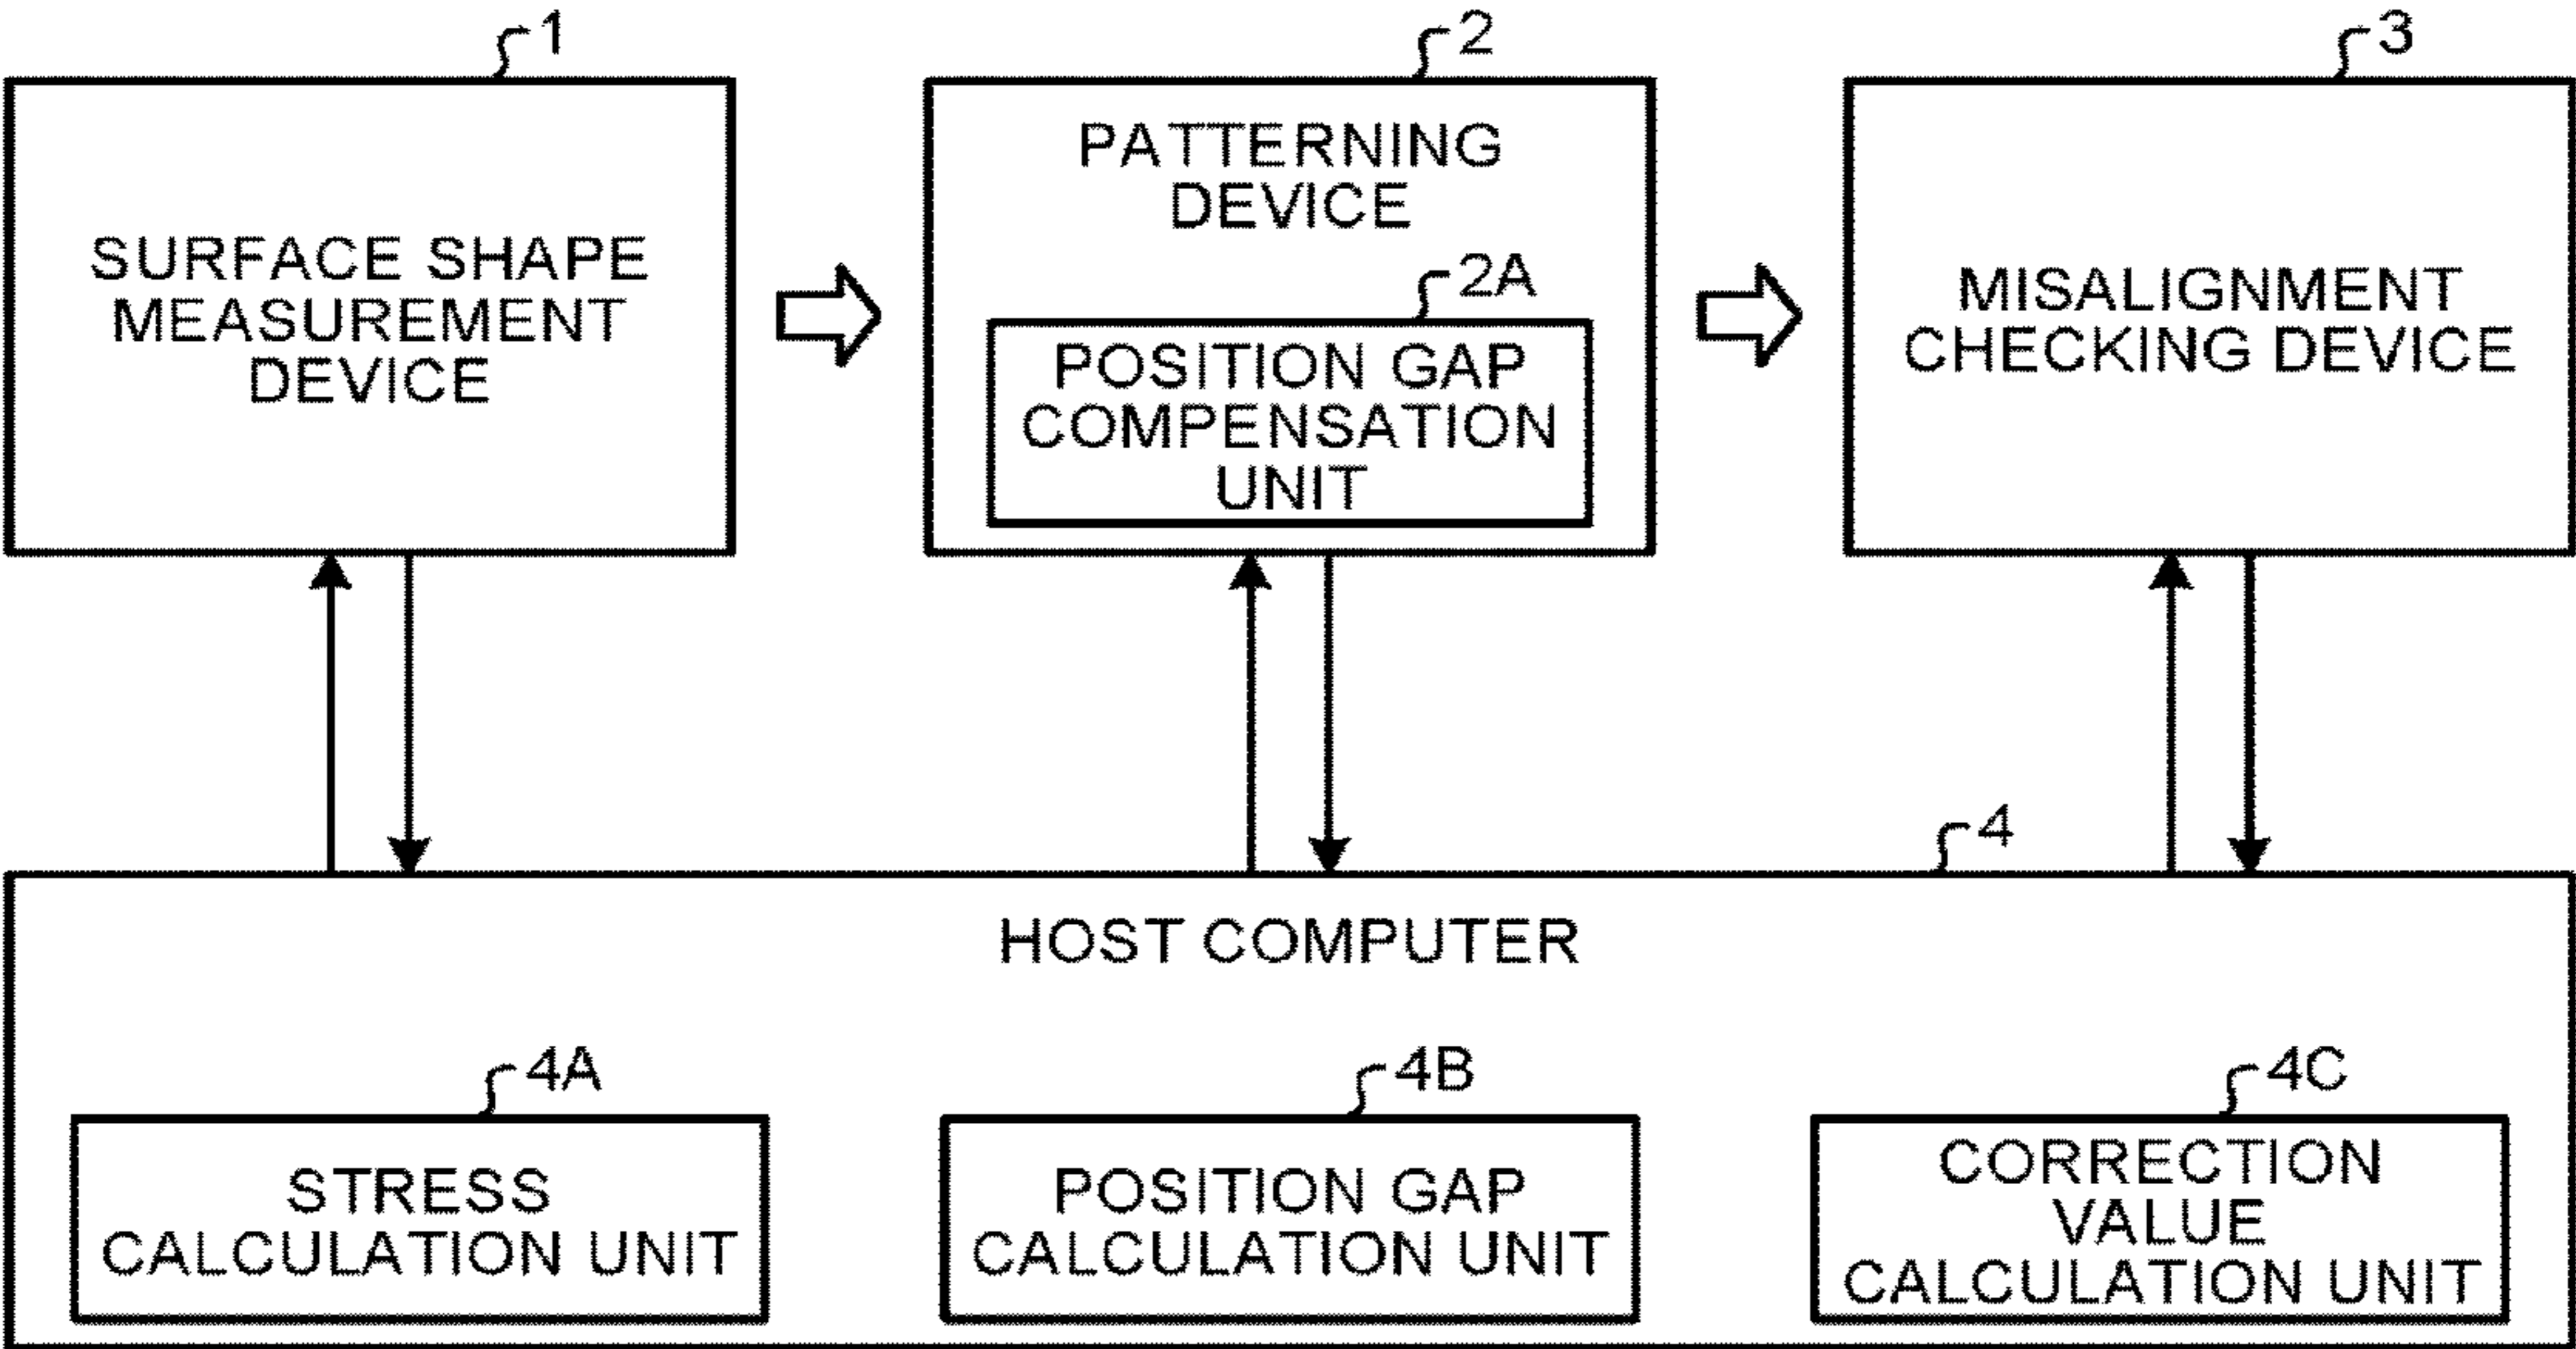 1
SURFACE SHAPE
MEASUREMENT
DEVICE
2
PATTERNING
DEVICE
2A
POSITION GAP
COMPENSATION
UNIT
3
MISALIGNMENT
CHECKING DEVICE
4
HOST COMPUTER
4A
STRESS
CALCULATION UNIT
4B
POSITION GAP
CALCULATION UNIT
4C
CORRECTION
VALUE
CALCULATION UNIT